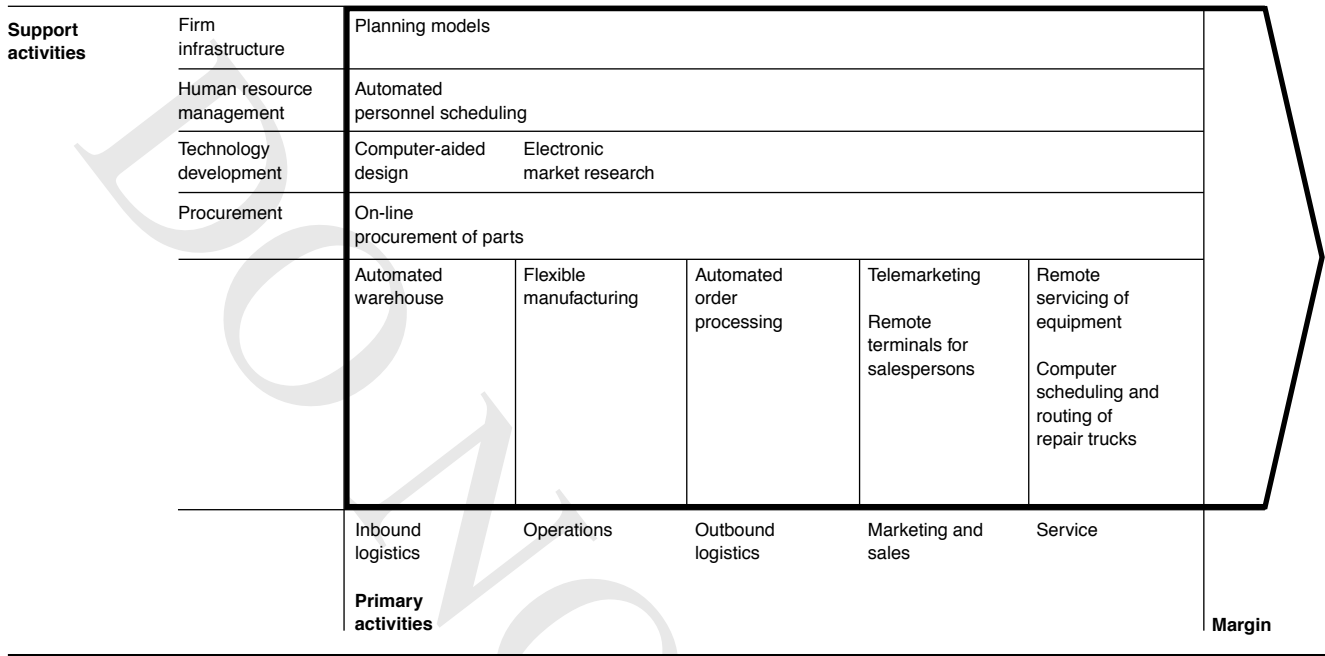 Support
activities
Firm
infrastructure
Planning models
Human resource
management
Automated
personnel scheduling
Technology
development
Computer-aided
design
Electronic
market research
Procurement
On-line
procurement of parts
Automated
warehouse
Flexible
manufacturing
Automated
order
processing
Telemarketing
Remote
terminals for
salespersons
Remote
servicing of
equipment
Computer
scheduling and
routing of
repair trucks
Inbound
logistics
Operations
Outbound
logistics
Marketing and
sales
Service
Primary
activities
Margin
DO NO